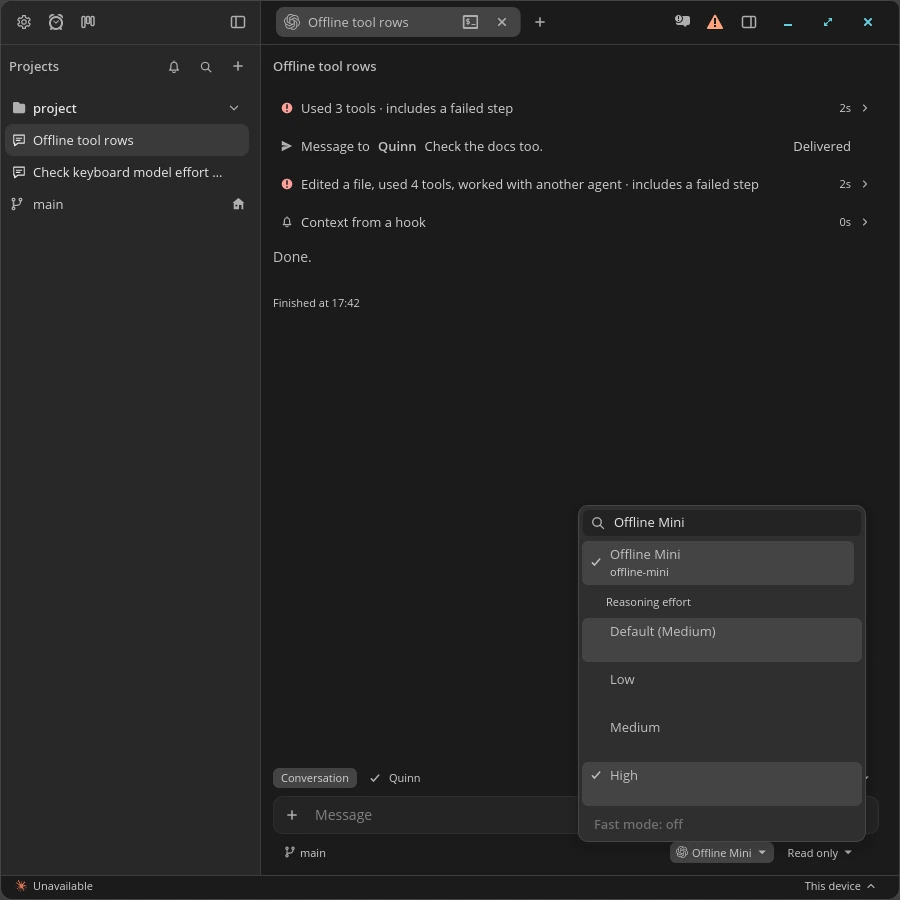 Offline tool rows
Projects
Offline tool rows
project
Used 3 tools · includes a failed step 2s
Offline tool rows
Message to Quinn Check the docs too. Delivered
Check keyboard model effort ...
Edited a file, used 4 tools, worked with another agent · includes a failed step 2s
main
Context from a hook 0s
Done.
Finished at 17:42
Offline Mini
Offline Mini
offline-mini
Reasoning effort
Default (Medium)
Low
Medium
High
Fast mode: off
Conversation Quinn
Message
main Offline Mini Read only
Unavailable This device